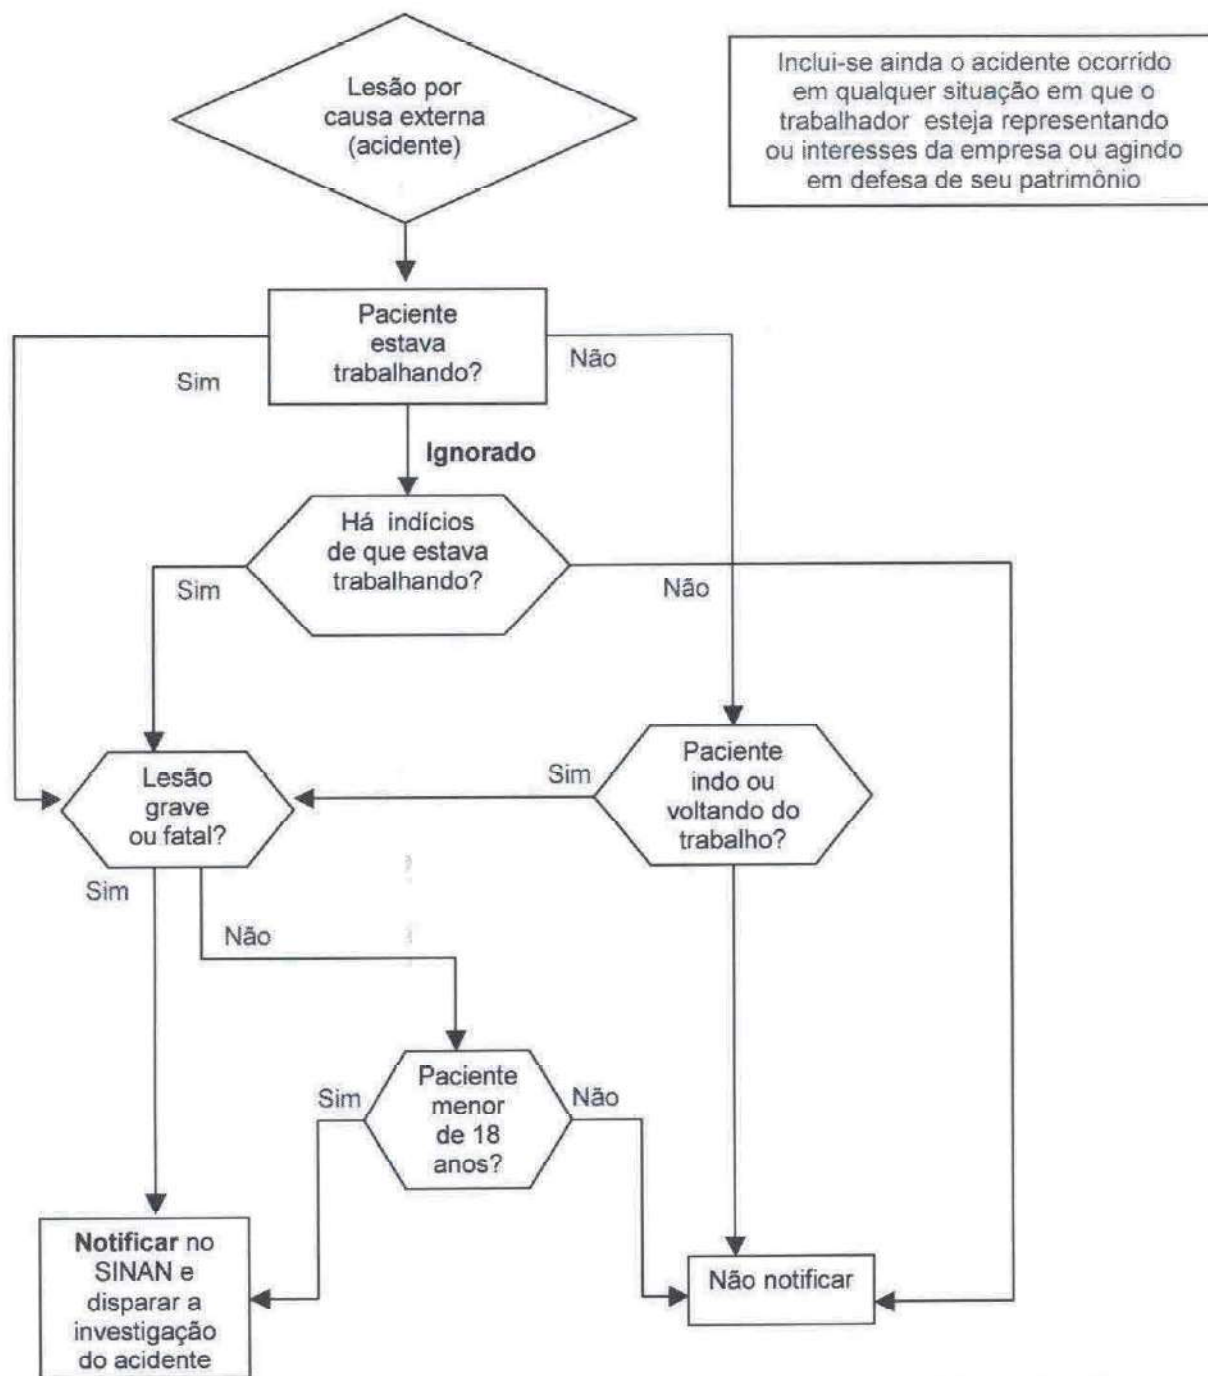 Lesão por
causa externa
(acidente)
Inclui-se ainda o acidente ocorrido
em qualquer situação em que o
trabalhador esteja representando
ou interesses da empresa ou agindo
em defesa de seu patrimônio
Paciente
estava
trabalhando?
Sim
Não
Ignorado
Há indícios
de que estava
trabalhando?
Sim
Não
Lesão
grave
ou fatal?
Sim
Paciente
indo ou
voltando do
trabalho?
Sim
Não
Paciente
menor
de 18
anos?
Sim
Não
Notificar no
SINAN e
disparar a
investigação
do acidente
Não notificar